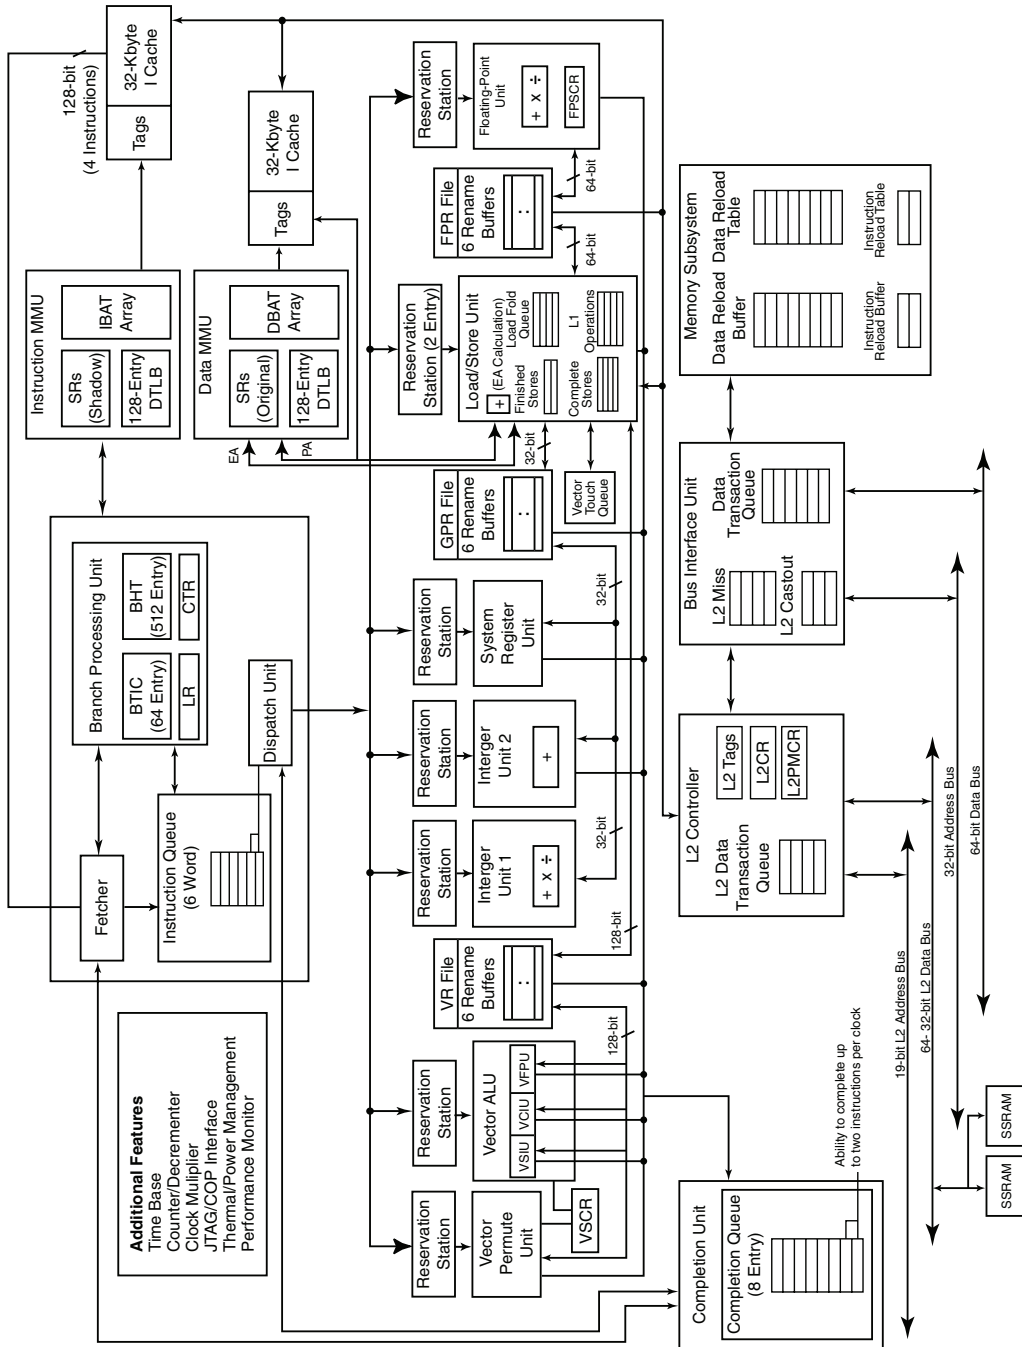 Additional Features
Time Base
Counter/Decrementer
Clock Muliplier
JTAG/COP Interface
Thermal/Power Management
Performance Monitor
Fetcher
Branch Processing Unit
BTIC
(64 Entry)
BHT
(512 Entry)
LR
CTR
Instruction Queue
(6 Word)
Dispatch Unit
Instruction MMU
SRs
(Shadow)
IBAT
Array
128-Entry
DTLB
Tags
32-Kbyte
I Cache
128-bit
(4 Instructions)
Data MMU
SRs
(Original)
DBAT
Array
128-Entry
DTLB
Tags
32-Kbyte
I Cache
EA
PA
Reservation
Station
Reservation
Station
Reservation
Station
Reservation
Station
Reservation
Station
Reservation
Station (2 Entry)
Reservation
Station
Vector
Permute
Unit
VSCR
Vector ALU
VSIU
VCIU
VFPU
VR File
6 Rename
Buffers
:
128-bit
128-bit
Interger
Unit 1
+ x ÷
Interger
Unit 2
+
32-bit
System
Register
Unit
32-bit
GPR File
6 Rename
Buffers
:
32-bit
Vector
Touch
Queue
Load/Store Unit
+
(EA Calculation)
Load Fold
Queue
Finished
Stores
L1
Operations
Complete
Stores
FPR File
6 Rename
Buffers
:
64-bit
64-bit
Floating-Point
Unit
+ x ÷
FPSCR
Completion Unit
Completion Queue
(8 Entry)
Ability to complete up
to two instructions per clock
L2 Controller
L2 Data
Transaction
Queue
L2 Tags
L2CR
L2PMCR
Bus Interface Unit
L2 Miss
Data
Transaction
Queue
L2 Castout
Memory Subsystem
Data Reload
Buffer
Data Reload
Table
Instruction
Reload Buffer
Instruction
Reload Table
19-bit L2 Address Bus
64- 32-bit L2 Data Bus
32-bit Address Bus
64-bit Data Bus
SSRAM
SSRAM